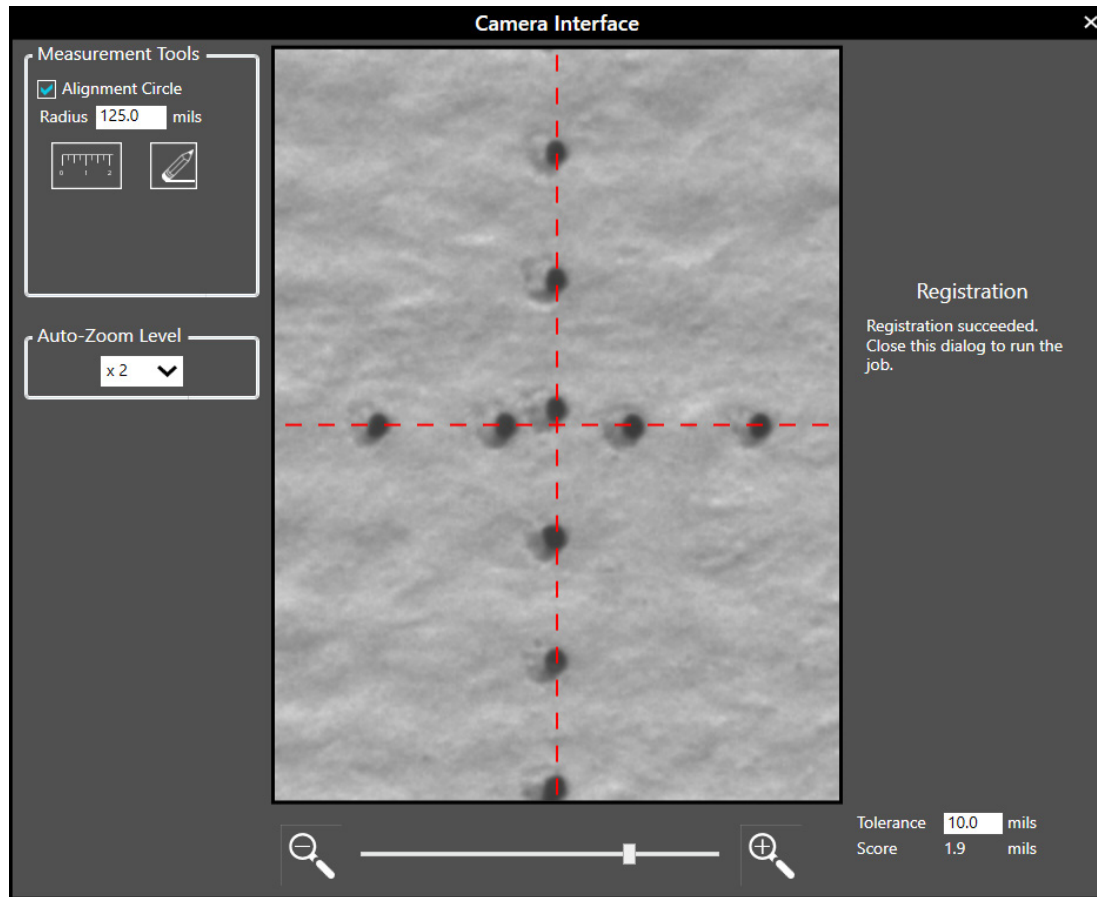 Camera Interface
Measurement Tools
Alignment Circle
Radius 125.0 mils
0 1 2
Auto-Zoom Level
x 2
Registration
Registration succeeded.
Close this dialog to run the
job.
Tolerance 10.0 mils
Score 1.9 mils